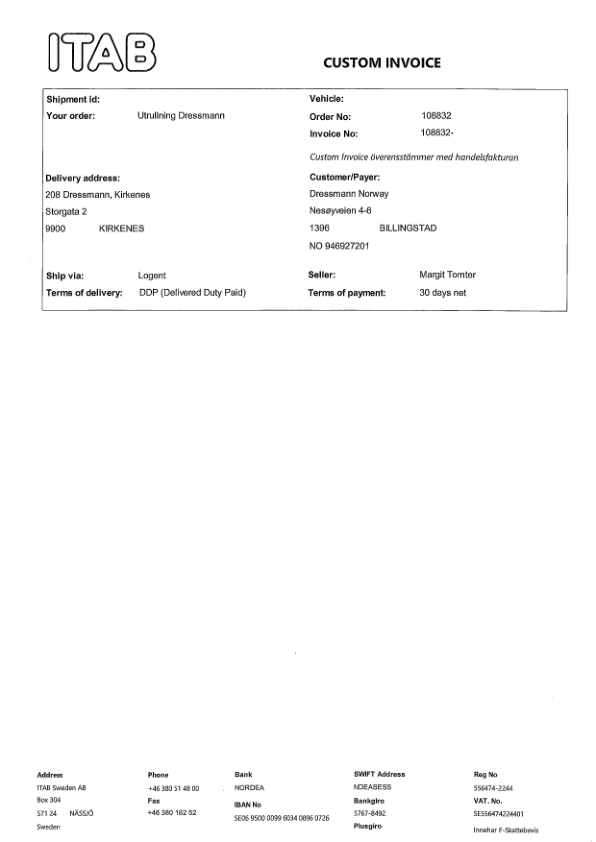 ITAB
CUSTOM INVOICE
Shipment id:
Vehicle:
Your order: Utrullning Dressmann
Order No: 108832
Invoice No: 108832-
Custom Invoice överensstämmer med handelsfakturan
Delivery address:
Customer/Payer:
208 Dressmann, Kirkenes
Dressmann Norway
Storgata 2
Nesøyveien 4-6
9900 KIRKENES
1396 BILLINGSTAD
NO 946927201
Ship via: Logent
Seller: Margit Tomter
Terms of delivery: DDP (Delivered Duty Paid)
Terms of payment: 30 days net
Address Phone Bank SWIFT Address Reg No
ITAB Sweden AB +46 380 51 48 00 NORDEA NDEASESS 556474-2244
Box 304 Fax IBAN No Bankgiro VAT. No.
571 24 NÄSSJÖ +46 380 162 52 SE06 9500 0099 6034 0896 0726 5767-8492 SE556474224401
Sweden Plusgiro Innehar F-Skattebevis